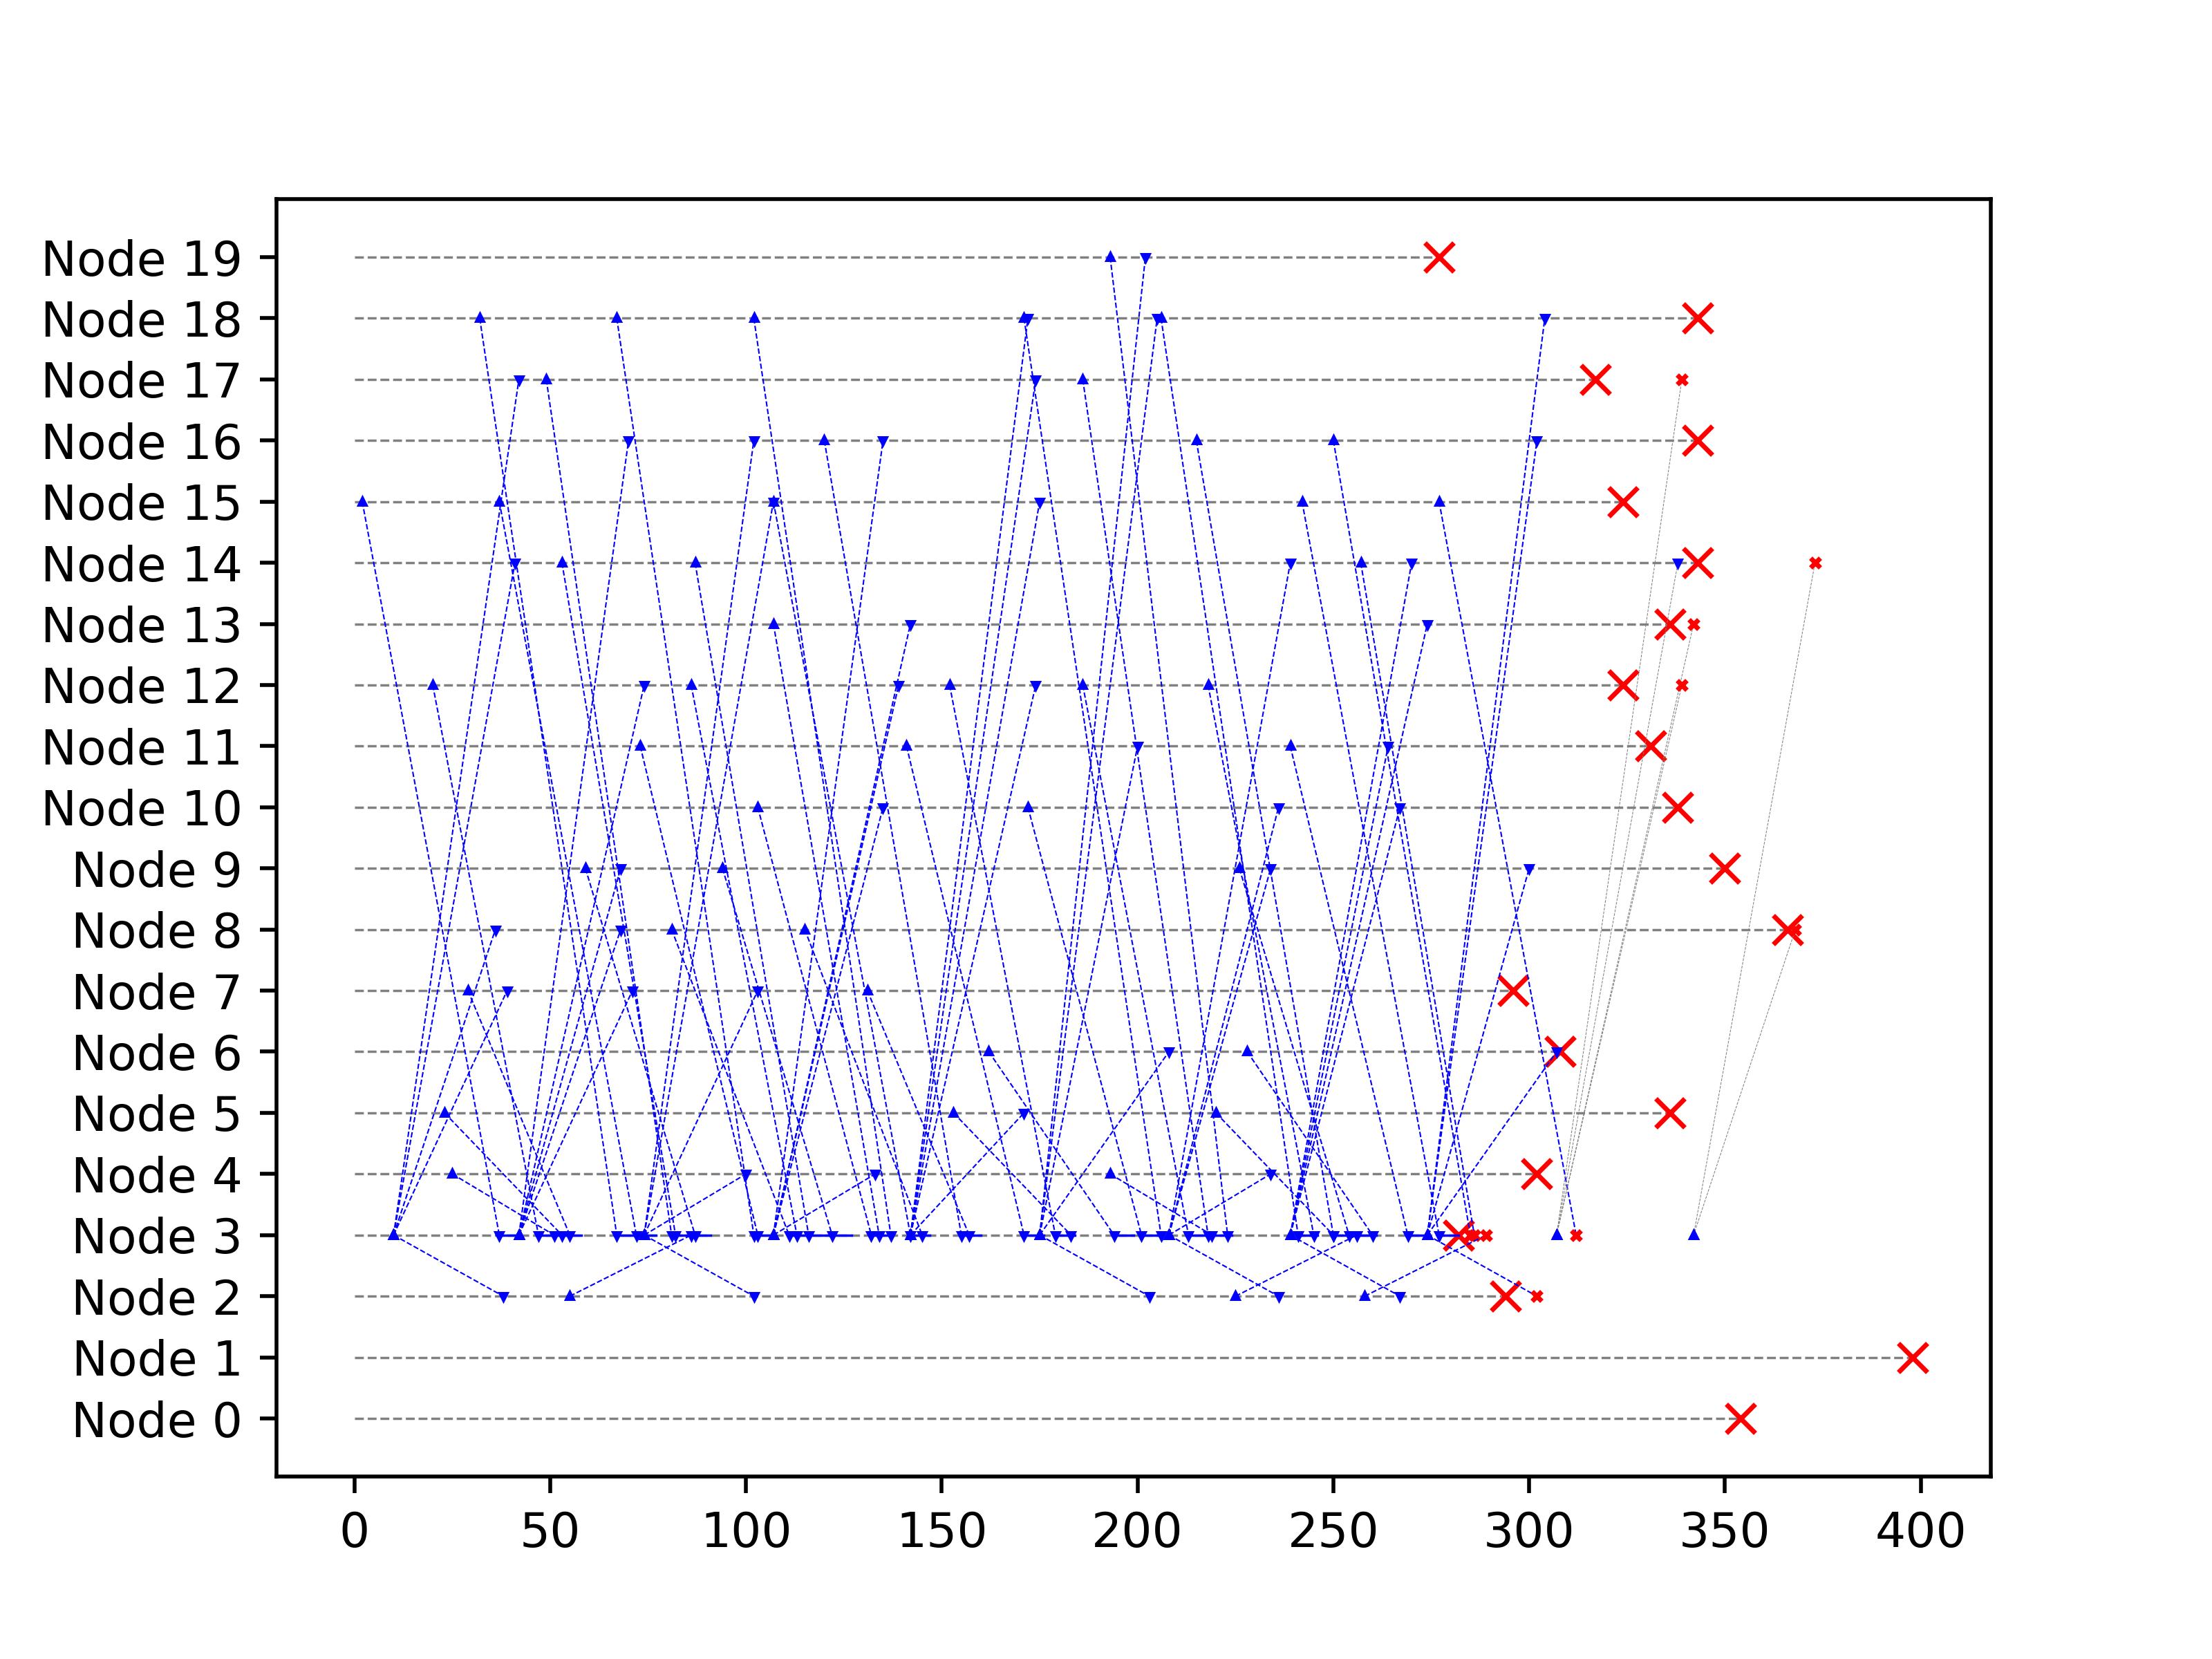 Node 19
Node 18
Node 17
Node 16
Node 15
Node 14
Node 13
Node 12
Node 11
Node 10
Node 9
Node 8
Node 7
Node 6
Node 5
Node 4
Node 3
Node 2
Node 1
Node 0
0 50 100 150 200 250 300 350 400